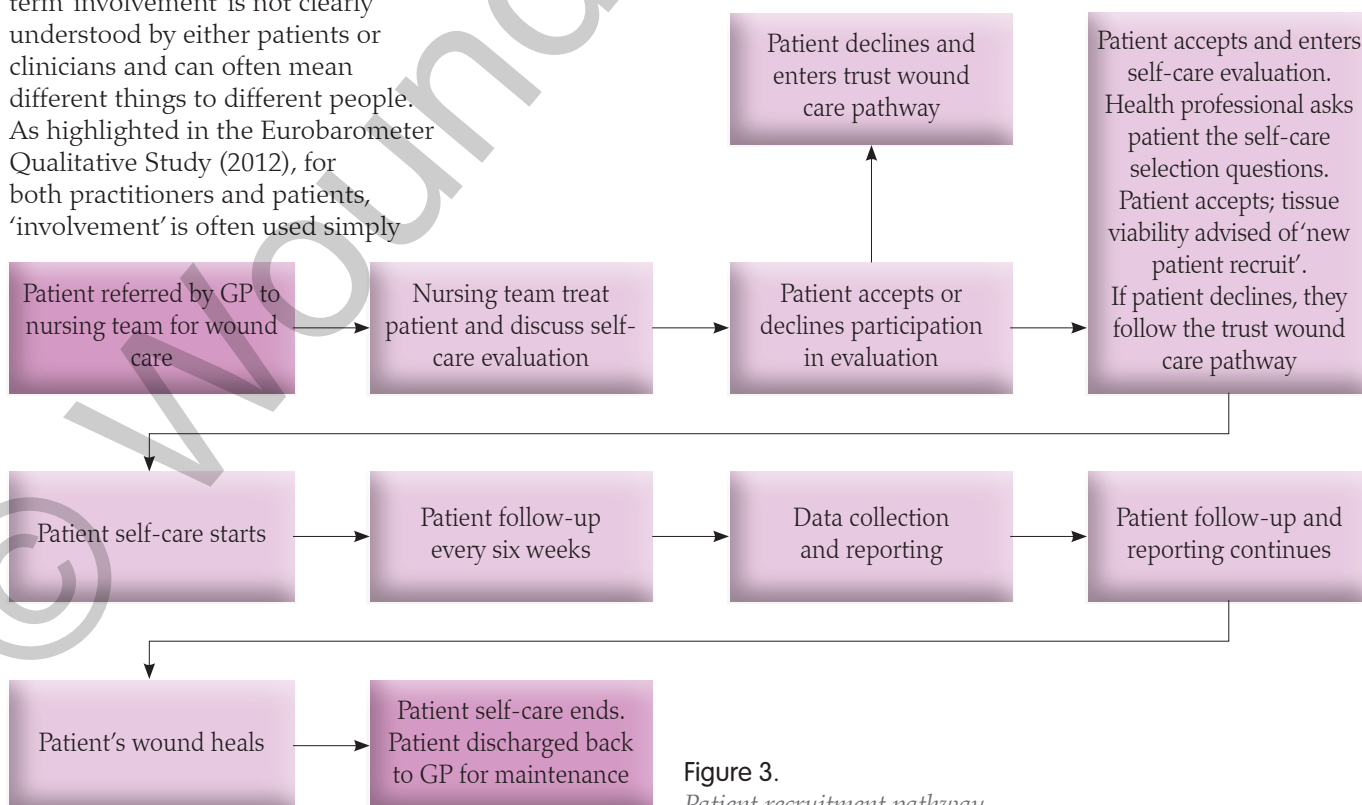 term ‘involvement’ is not clearly
understood by either patients or
clinicians and can often mean
different things to different people.
As highlighted in the Eurobarometer
Qualitative Study (2012), for
both practitioners and patients,
‘involvement’ is often used simply
Patient declines and
enters trust wound
care pathway
Patient accepts and enters
self-care evaluation.
Health professional asks
patient the self-care
selection questions.
Patient accepts; tissue
viability advised of ‘new
patient recruit’.
If patient declines, they
follow the trust wound
care pathway
Patient referred by GP to
nursing team for wound
care
Nursing team treat
patient and discuss self-
care evaluation
Patient accepts or
declines participation
in evaluation
Patient self-care starts
Patient follow-up
every six weeks
Data collection
and reporting
Patient follow-up and
reporting continues
Patient’s wound heals
Patient self-care ends.
Patient discharged back
to GP for maintenance
Figure 3.
Patient recruitment pathway
© Wound